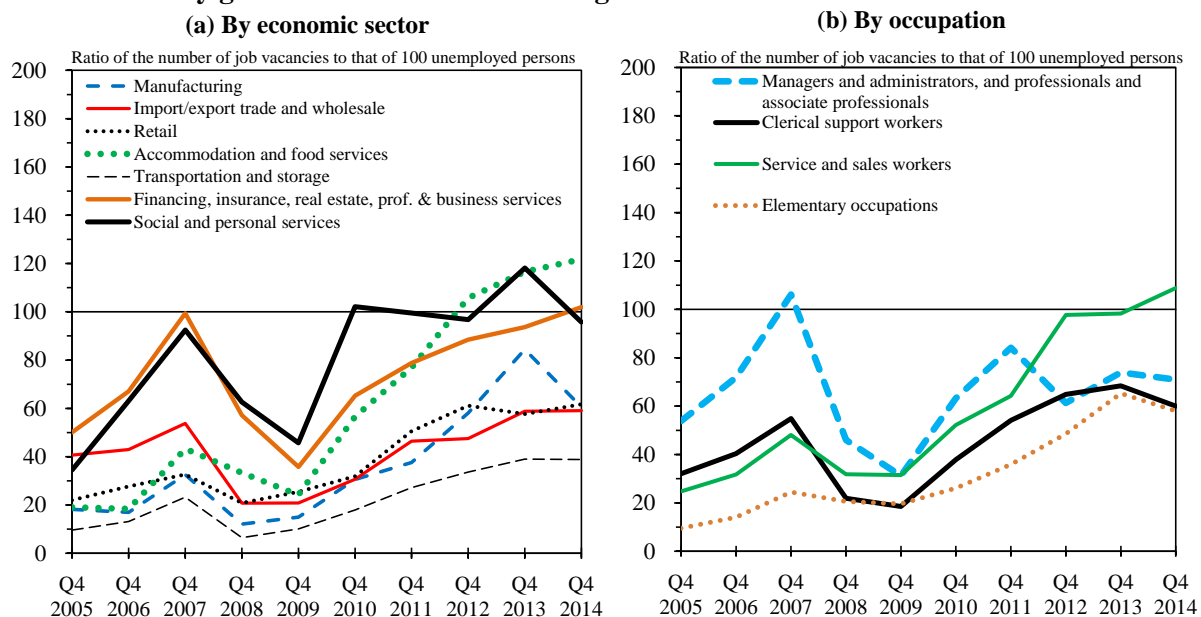 (a) By economic sector
Ratio of the number of job vacancies to that of 100 unemployed persons
200
180
160
140
120
100
80
60
40
20
0
Manufacturing
Import/export trade and wholesale
Retail
Accommodation and food services
Transportation and storage
Financing, insurance, real estate, prof. & business services
Social and personal services
Q4 Q4 Q4 Q4 Q4 Q4 Q4 Q4 Q4 Q4
2005 2006 2007 2008 2009 2010 2011 2012 2013 2014
(b) By occupation
Ratio of the number of job vacancies to that of 100 unemployed persons
200
180
160
140
120
100
80
60
40
20
0
Managers and administrators, and professionals and
associate professionals
Clerical support workers
Service and sales workers
Elementary occupations
Q4 Q4 Q4 Q4 Q4 Q4 Q4 Q4 Q4 Q4
2005 2006 2007 2008 2009 2010 2011 2012 2013 2014